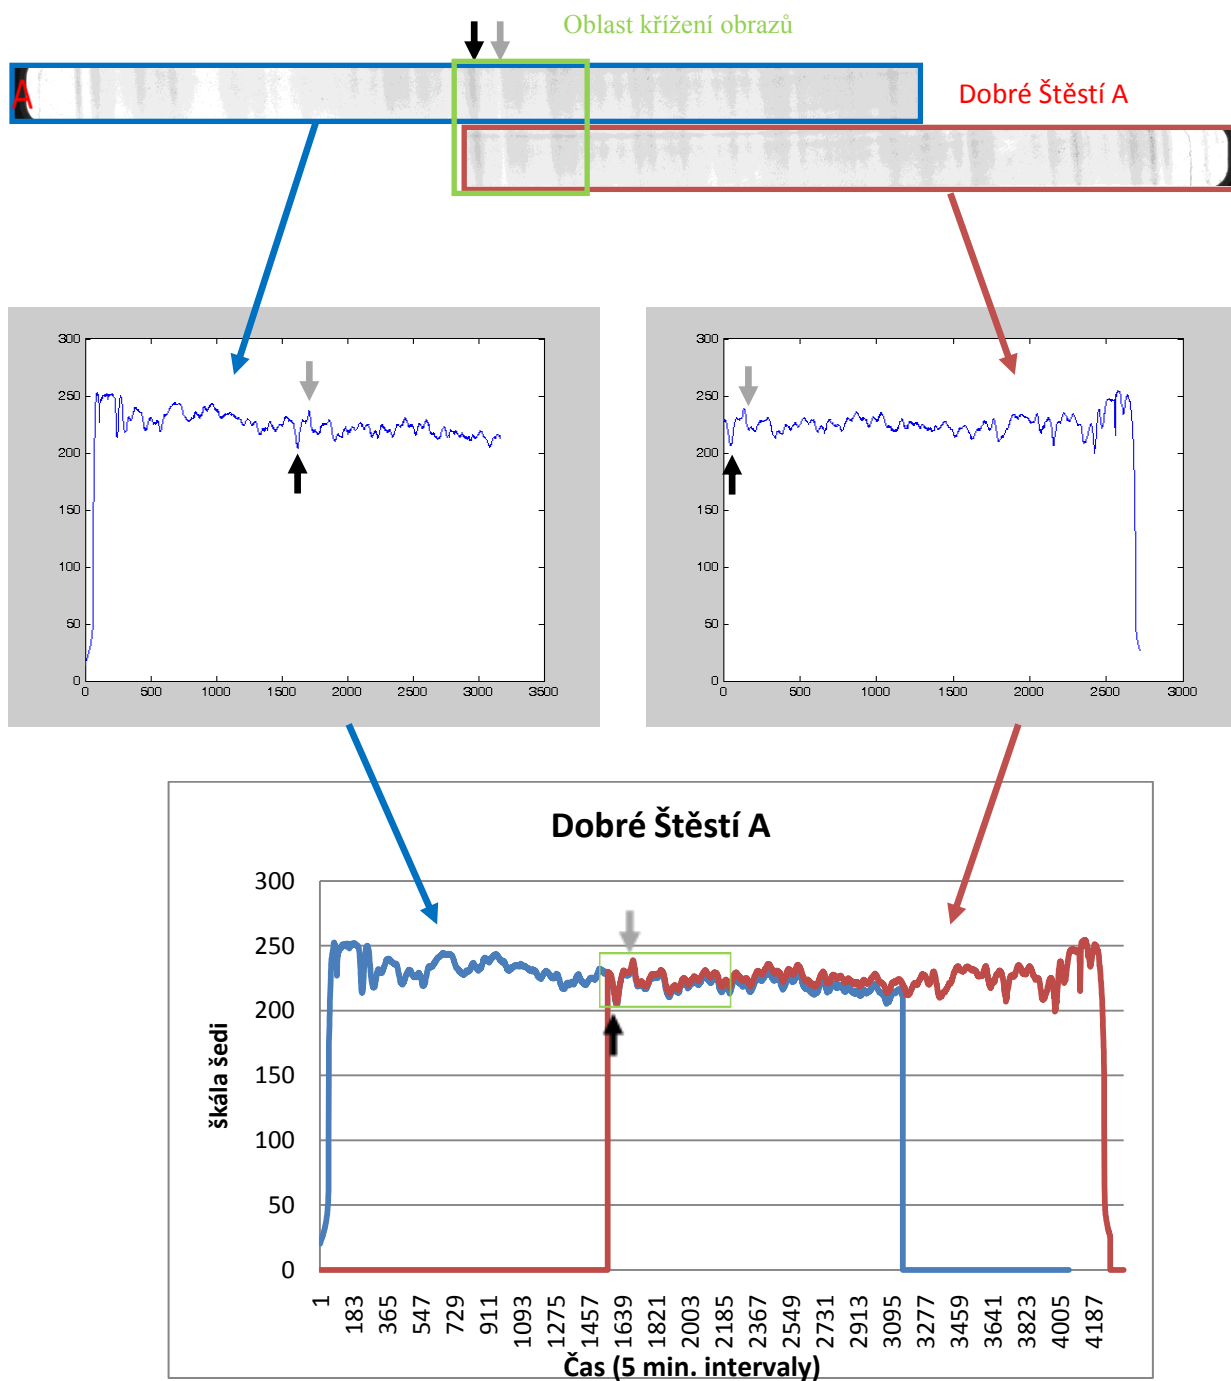 Oblast křížení obrazů
A
Dobré Štěstí A
300
250
200
150
100
50
0
0 500 1000 1500 2000 2500 3000 3500
300
250
200
150
100
50
0
0 500 1000 1500 2000 2500 3000
Dobré Štěstí A
300
250
200
150
100
50
0
škála šedi
1 183 365 547 729 911 1093 1275 1457 1639 1821 2003 2185 2367 2549 2731 2913 3095 3277 3459 3641 3823 4005 4187
Čas (5 min. intervaly)